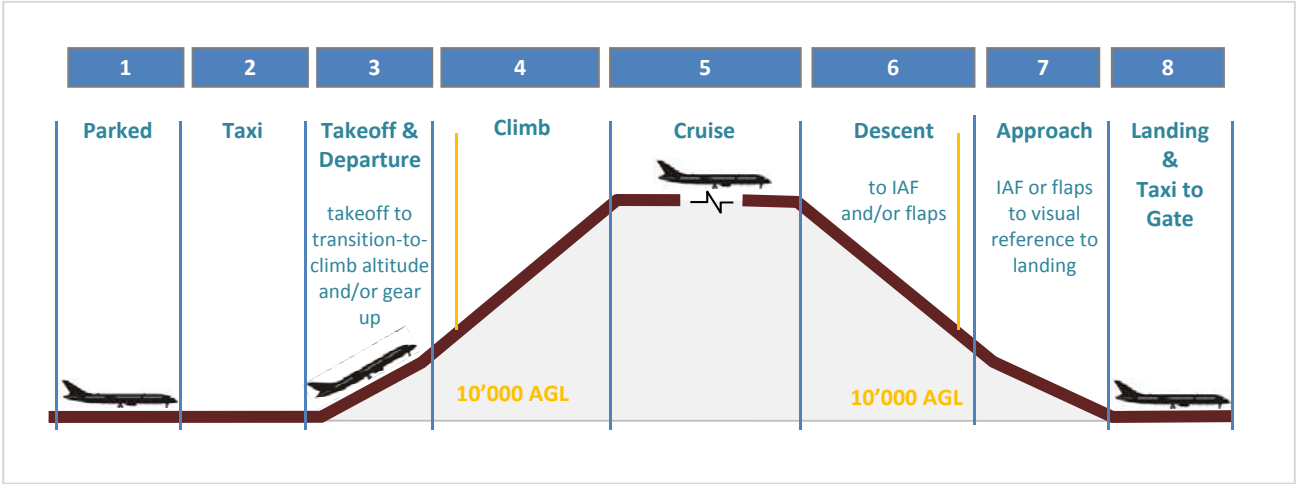 1
2
3
4
5
6
7
8
Parked
Taxi
Takeoff &
Departure
takeoff to
transition-to-
climb altitude
and/or gear
up
Climb
Cruise
Descent
to IAF
and/or flaps
Approach
IAF or flaps
to visual
reference to
landing
Landing
&
Taxi to
Gate
10’000 AGL
10’000 AGL